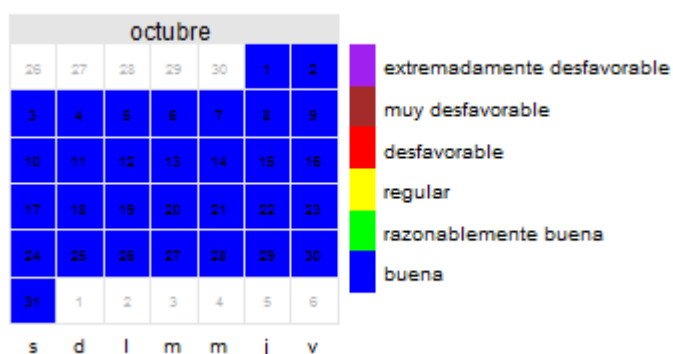 octubre
26 27 28 29 30 1 2
3 4 5 6 7 8 9
10 11 12 13 14 15 16
17 18 19 20 21 22 23
24 25 26 27 28 29 30
31 1 2 3 4 5 6
s d l m m j v
extremadamente desfavorable
muy desfavorable
desfavorable
regular
razonablemente buena
buena